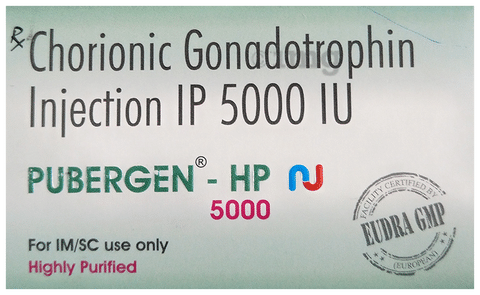 Rx Chorionic Gonadotrophin
Injection IP 5000 IU
PUBERGEN® - HP
5000
For IM/SC use only
Highly Purified
FACILITY CERTIFIED BY
EUDRA GMP
(EUROPEAN)